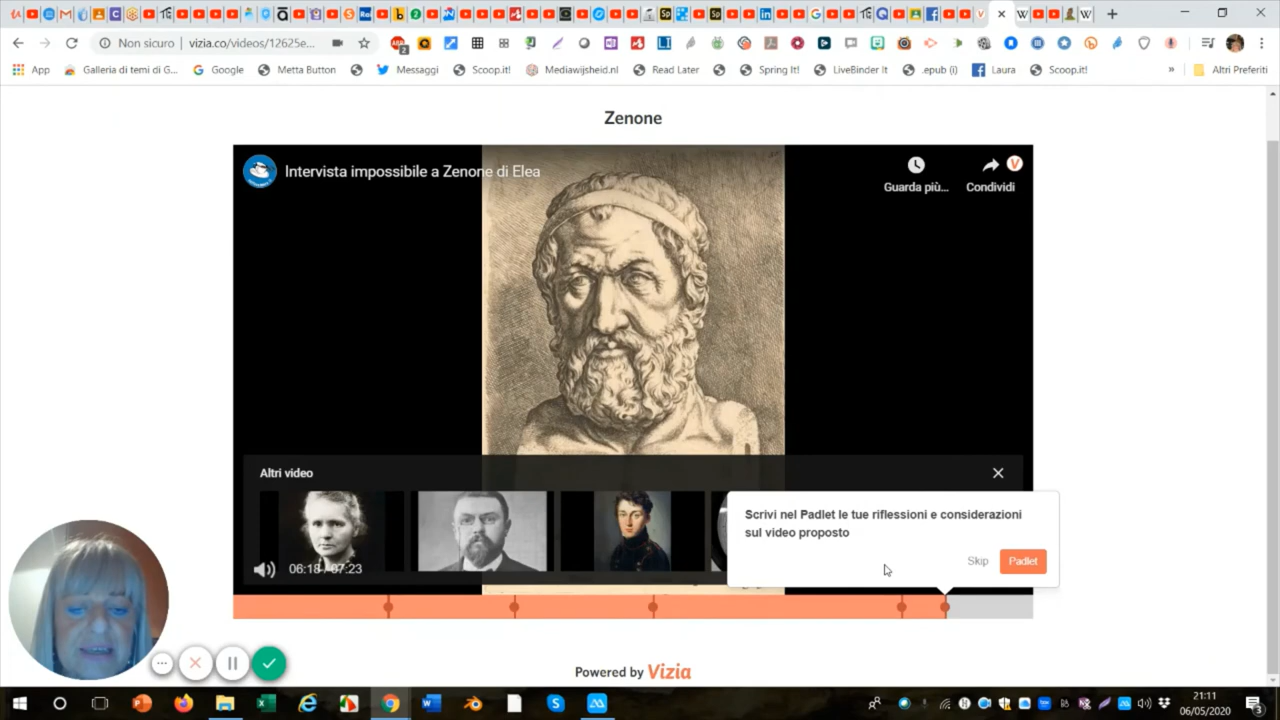 Non sicuro
vizia.co/videos/12625e...
App
Galleria di temi di G...
Google
Metta Button
Messaggi
Scoop.it!
Mediawijsheid.nl
Read Later
Spring It!
LiveBinder It
.epub (i)
Laura
Scoop.it!
»
Altri Preferiti
Zenone
Intervista impossibile a Zenone di Elea
Guarda più...
Condividi
Altri video
Scrivi nel Padlet le tue riflessioni e considerazioni
sul video proposto
Skip
Padlet
06:18 / 07:23
Powered by Vizia
21:11
06/05/2020